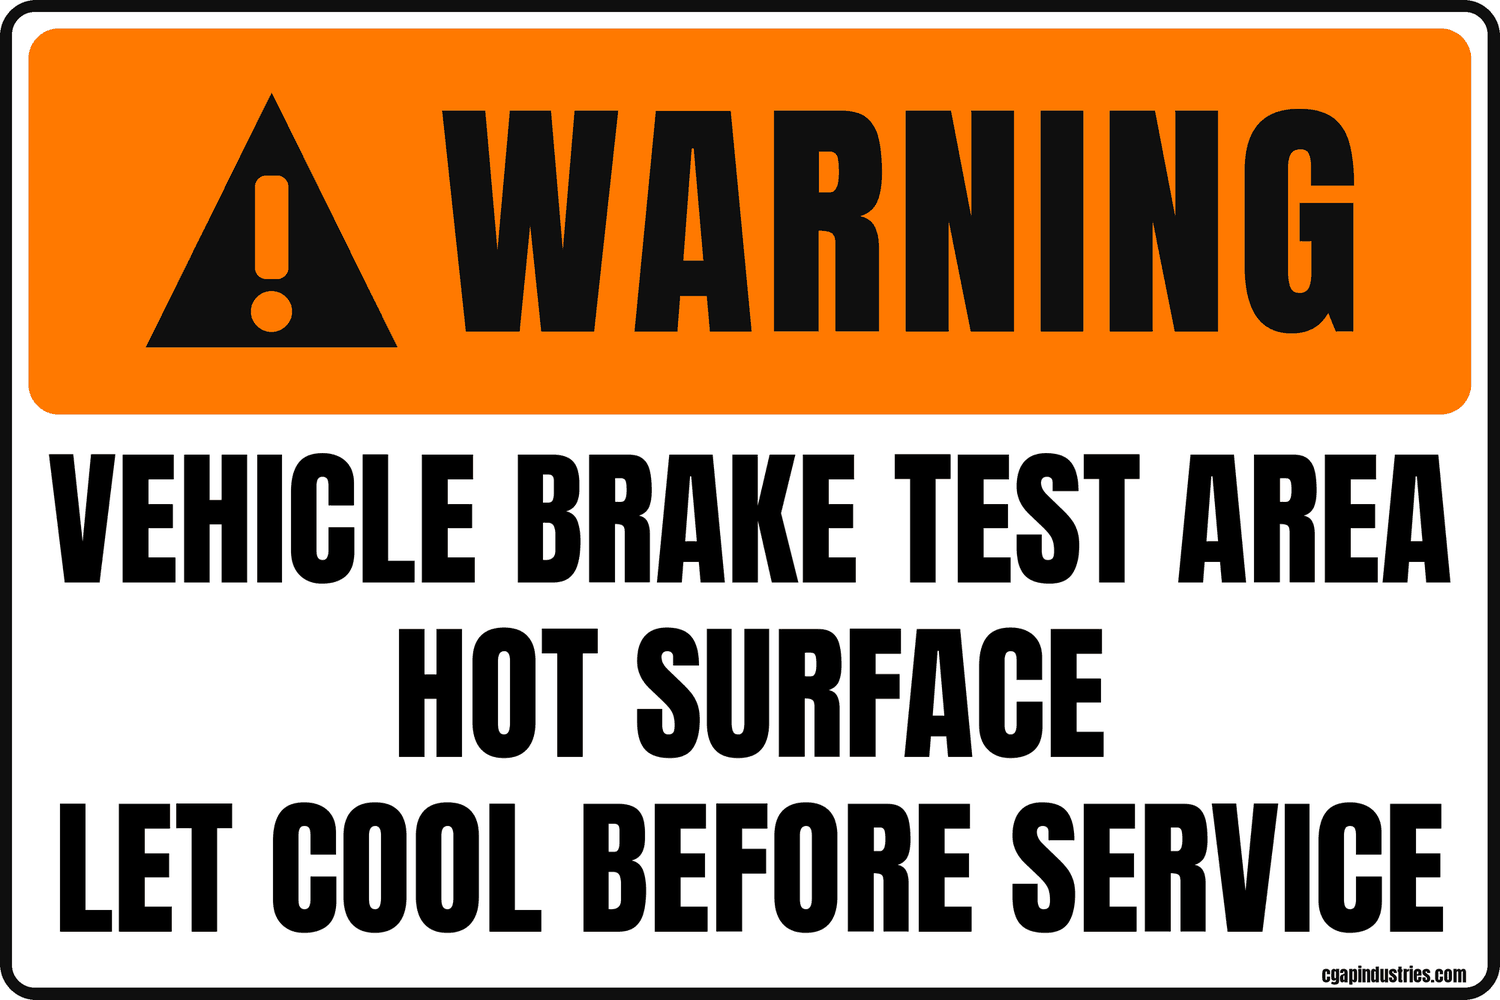 WARNING
VEHICLE BRAKE TEST AREA
HOT SURFACE
LET COOL BEFORE SERVICE
cgapindustries.com